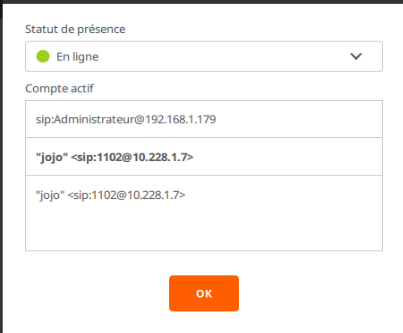 Statut de présence
En ligne
Compte actif
sip:Administrateur@192.168.1.179
"jojo" <sip:1102@10.228.1.7>
"jojo" <sip:1102@10.228.1.7>
OK